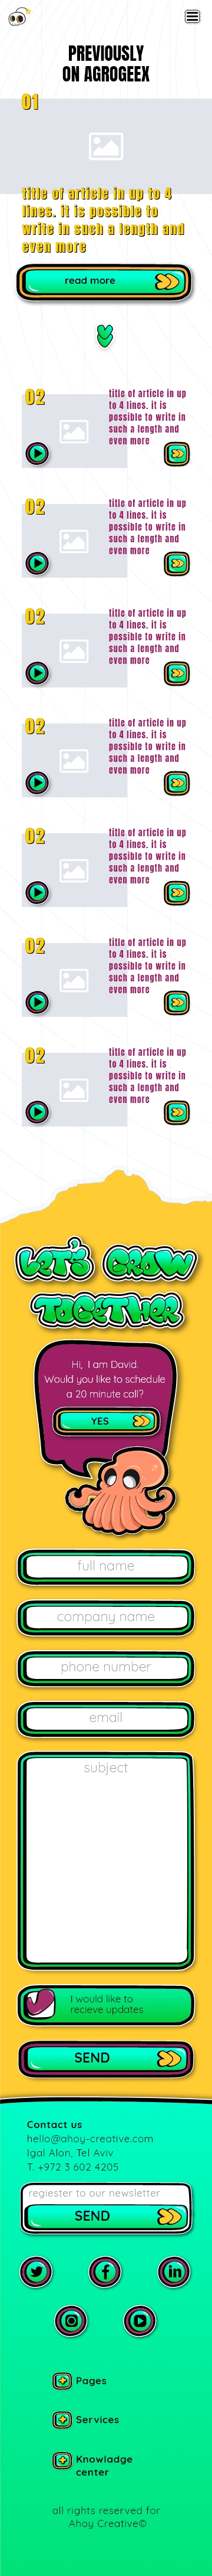 PREVIOUSLY
ON AGROGEEX
01
title of article in up to 4
lines. it is possible to
write in such a length and
even more
read more
02
title of article in up
to 4 lines. it is
possible to write in
such a length and
even more
02
title of article in up
to 4 lines. it is
possible to write in
such a length and
even more
02
title of article in up
to 4 lines. it is
possible to write in
such a length and
even more
02
title of article in up
to 4 lines. it is
possible to write in
such a length and
even more
02
title of article in up
to 4 lines. it is
possible to write in
such a length and
even more
02
title of article in up
to 4 lines. it is
possible to write in
such a length and
even more
02
title of article in up
to 4 lines. it is
possible to write in
such a length and
even more
LET'S GROW
TOGETHER
Hi, I am David.
Would you like to schedule
a 20 minute call?
YES
full name
company name
phone number
email
subject
I would like to
recieve updates
SEND
Contact us
hello@ahoy-creative.com
Igal Alon, Tel Aviv
T. +972 3 602 4205
regiester to our newsletter
SEND
Pages
Services
Knowladge
center
all rights reserved for
Ahoy Creative©